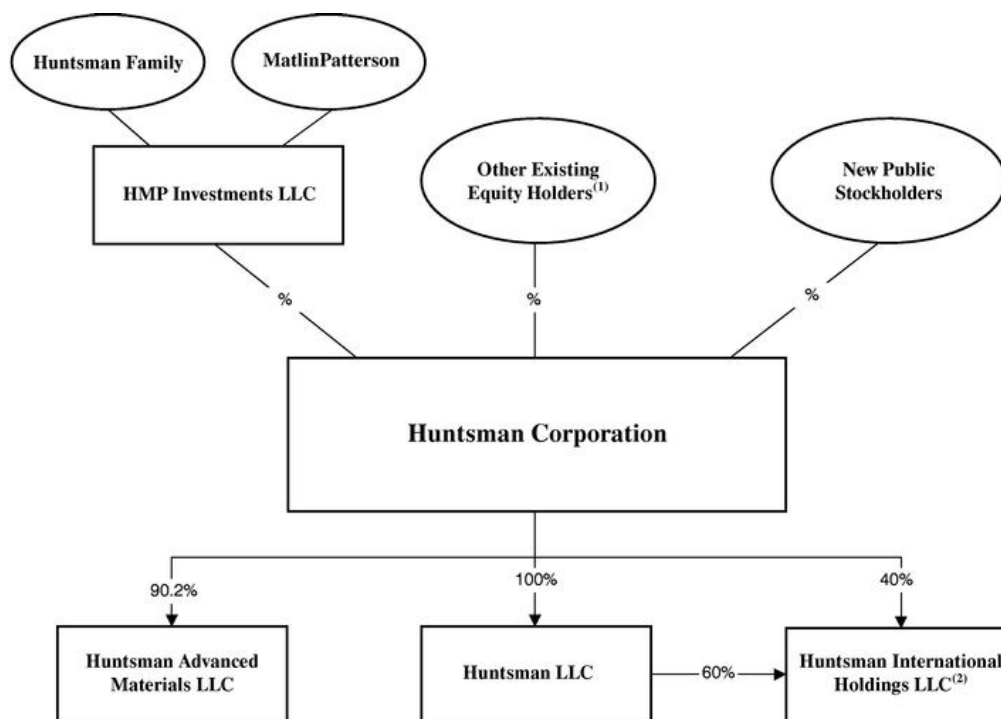 Huntsman Family
MatlinPatterson
HMP Investments LLC
Other Existing
Equity Holders(1)
New Public
Stockholders
%
%
%
Huntsman Corporation
90.2%
100%
40%
Huntsman Advanced
Materials LLC
Huntsman LLC
60%
Huntsman International
Holdings LLC(2)